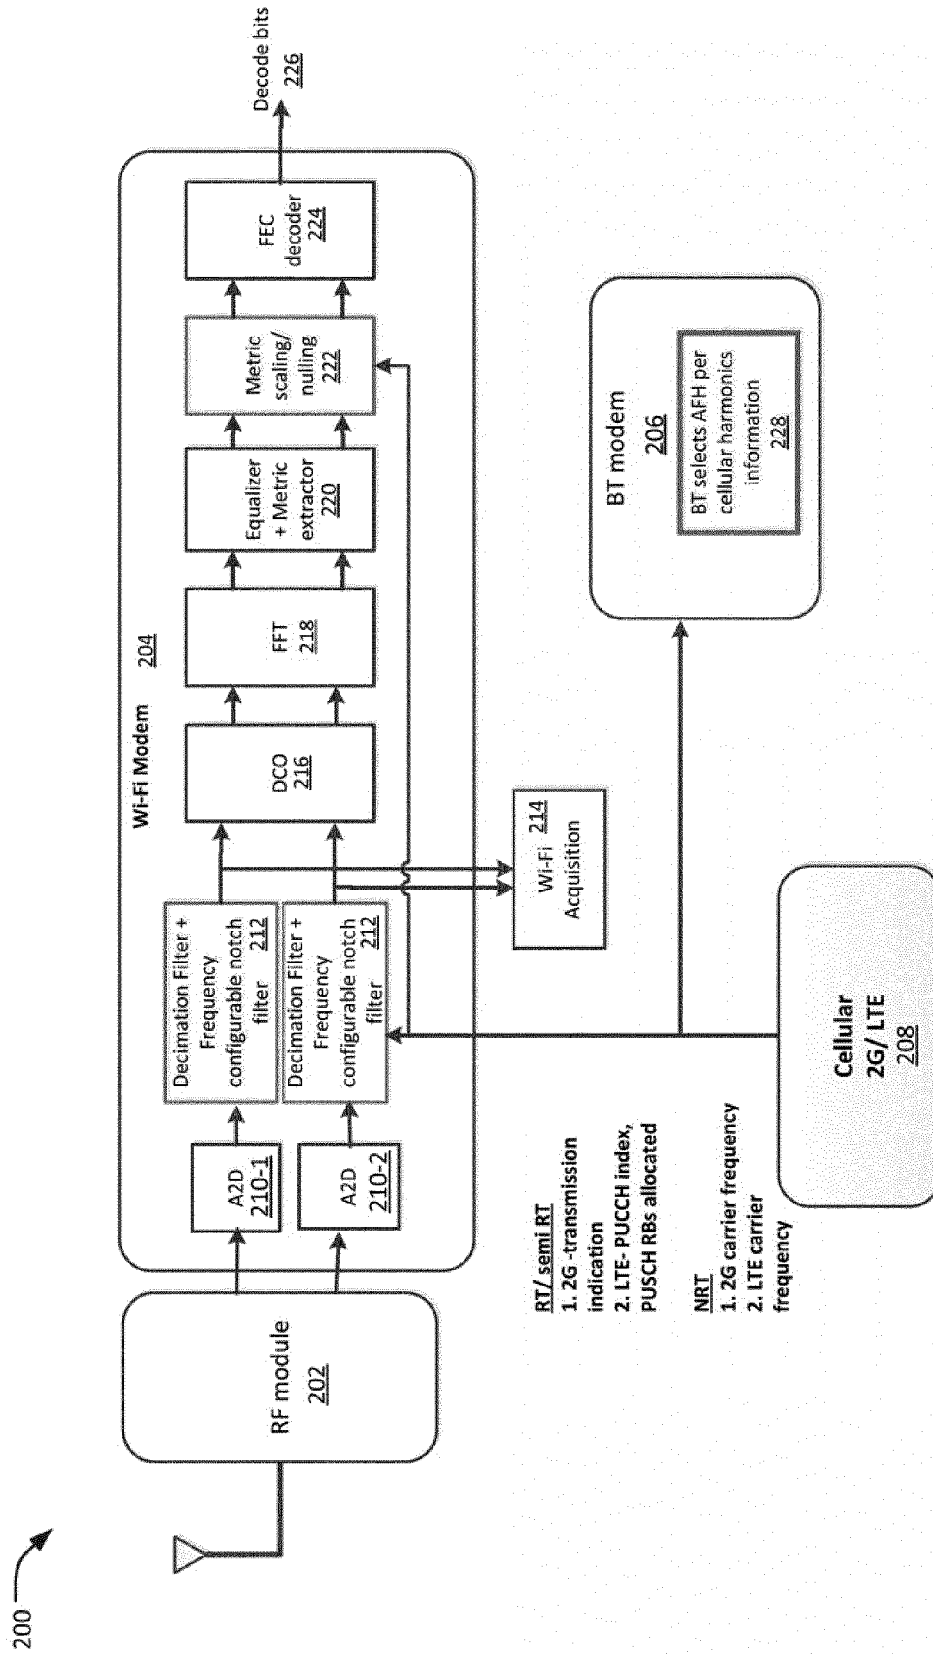 200
RF module
202
Wi-Fi Modem
204
A2D
210-1
A2D
210-2
Decimation Filter +
Frequency
configurable notch
filter 212
Decimation Filter +
Frequency
configurable notch
filter 212
DCO
216
FFT
218
Equalizer
+ Metric
extractor
220
Metric
scaling/
nulling
222
FEC
decoder
224
Decode bits
226
Wi-Fi 214
Acquisition
RT/ semi RT
1. 2G -transmission
indication
2. LTE- PUCCH index,
PUSCH RBs allocated
NRT
1. 2G carrier frequency
2. LTE carrier
frequency
Cellular
2G/ LTE
208
BT modem
206
BT selects AFH per
cellular harmonics
information
228